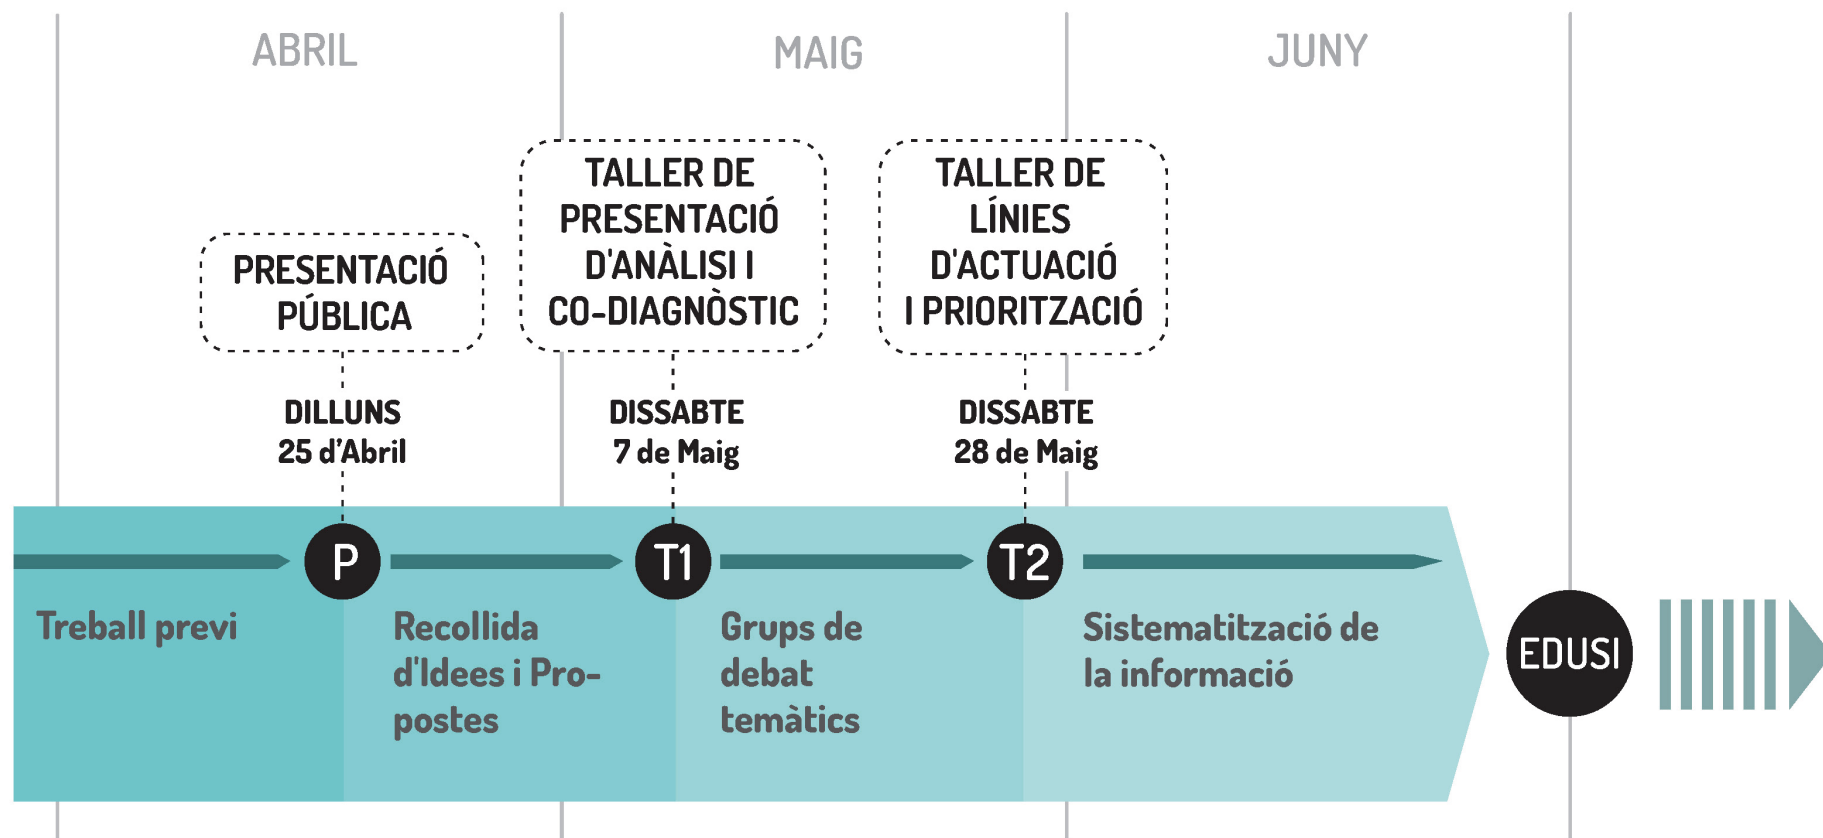 ABRIL
MAIG
JUNY
PRESENTACIÓ
PÚBLICA
TALLER DE
PRESENTACIÓ
D'ANÀLISI I
CO-DIAGNÒSTIC
TALLER DE
LÍNIES
D'ACTUACIÓ
I PRIORITZACIÓ
DILLUNS
25 d'Abril
DISSABTE
7 de Maig
DISSABTE
28 de Maig
P
T1
T2
Treball previ
Recollida
d'Idees i Pro-
postes
Grups de
debat
temàtics
Sistematització de
la informació
EDUSI